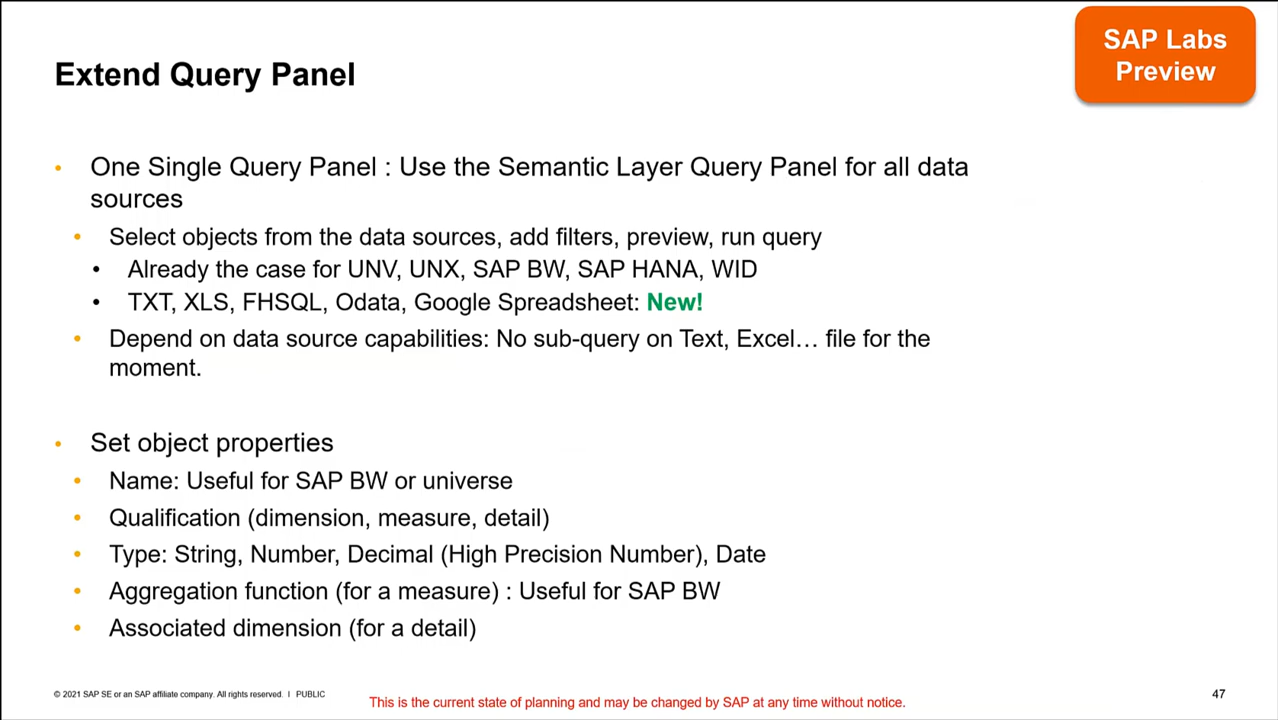 SAP Labs
Preview
Extend Query Panel
• One Single Query Panel : Use the Semantic Layer Query Panel for all data
sources
• Select objects from the data sources, add filters, preview, run query
• Already the case for UNV, UNX, SAP BW, SAP HANA, WID
• TXT, XLS, FHSQL, Odata, Google Spreadsheet: New!
• Depend on data source capabilities: No sub-query on Text, Excel… file for the
moment.
• Set object properties
• Name: Useful for SAP BW or universe
• Qualification (dimension, measure, detail)
• Type: String, Number, Decimal (High Precision Number), Date
• Aggregation function (for a measure) : Useful for SAP BW
• Associated dimension (for a detail)
© 2021 SAP SE or an SAP affiliate company. All rights reserved. I PUBLIC
This is the current state of planning and may be changed by SAP at any time without notice.
47